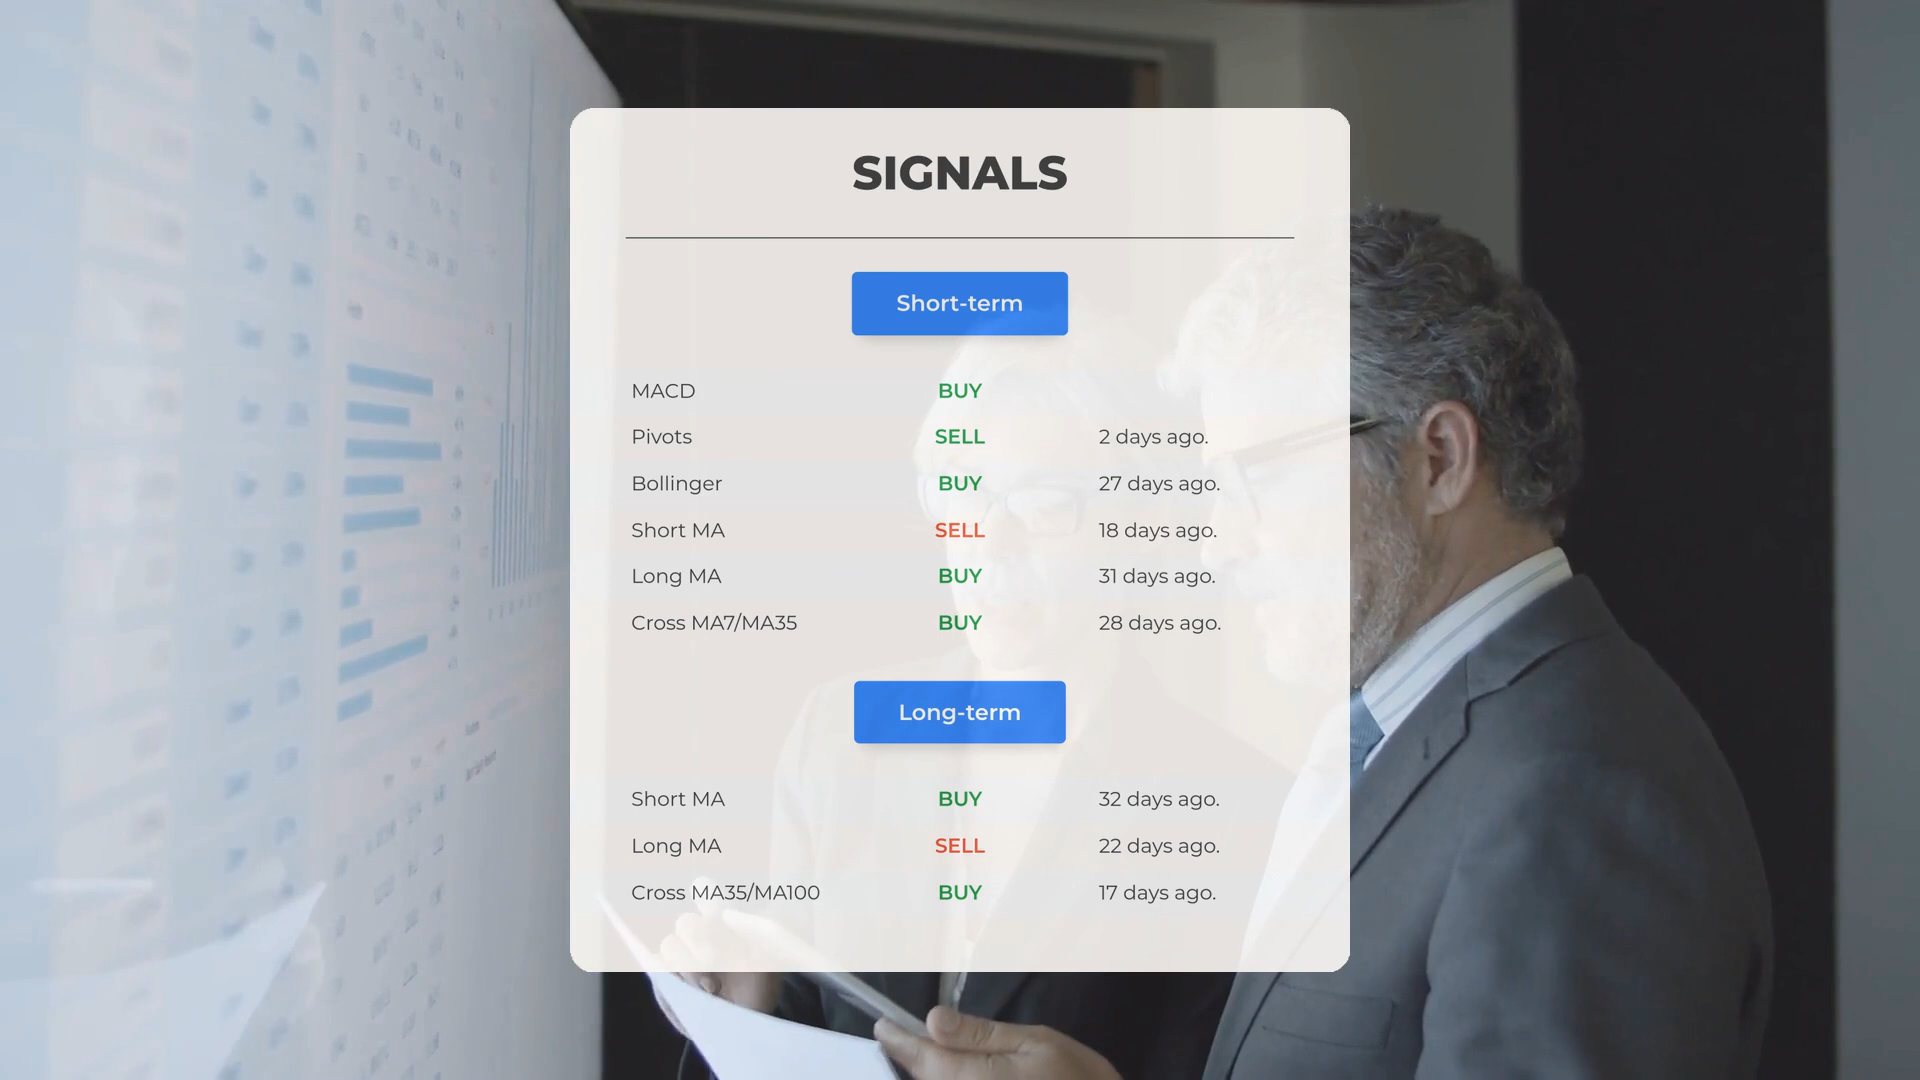 SIGNALS
Short-term
MACD BUY
Pivots SELL 2 days ago.
Bollinger BUY 27 days ago.
Short MA SELL 18 days ago.
Long MA BUY 31 days ago.
Cross MA7/MA35 BUY 28 days ago.
Long-term
Short MA BUY 32 days ago.
Long MA SELL 22 days ago.
Cross MA35/MA100 BUY 17 days ago.